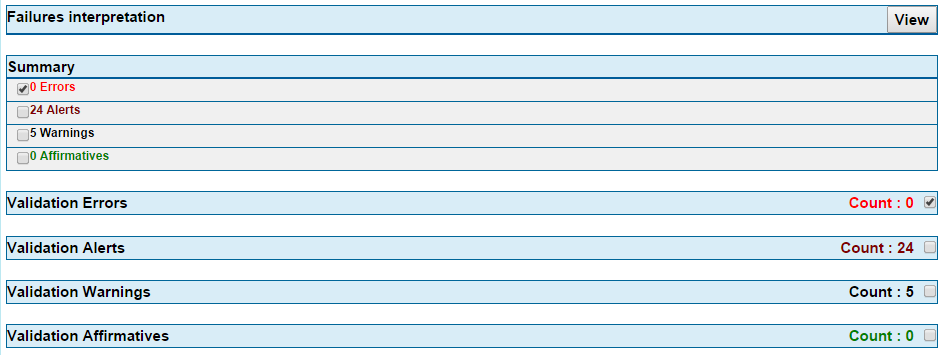 Failures interpretation View
Summary
0 Errors
24 Alerts
5 Warnings
0 Affirmatives
Validation Errors Count : 0
Validation Alerts Count : 24
Validation Warnings Count : 5
Validation Affirmatives Count : 0